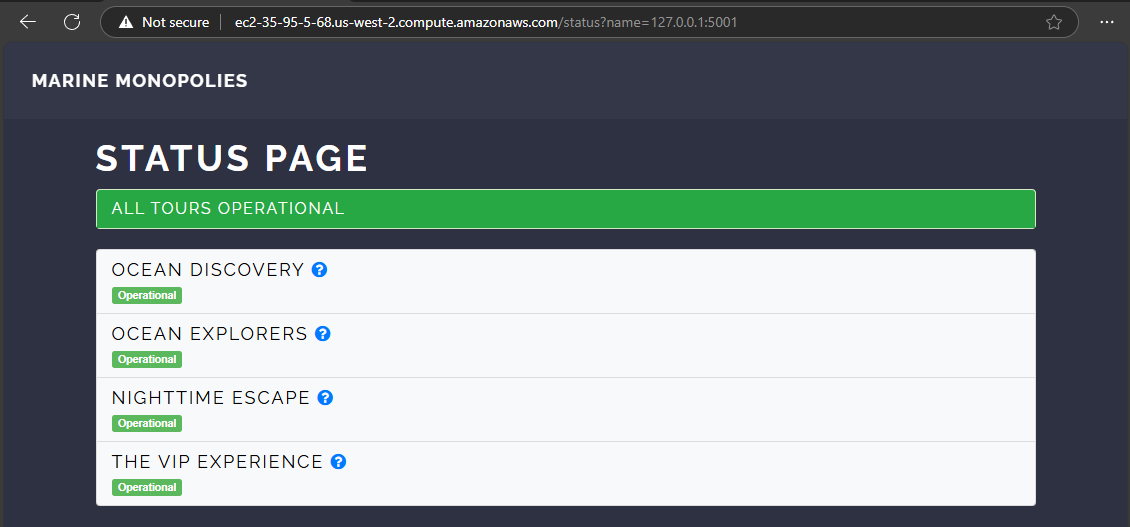 Not secure ec2-35-95-5-68.us-west-2.compute.amazonaws.com/status?name=127.0.0.1:5001
MARINE MONOPOLIES
STATUS PAGE
ALL TOURS OPERATIONAL
OCEAN DISCOVERY ?
Operational
OCEAN EXPLORERS ?
Operational
NIGHTTIME ESCAPE ?
Operational
THE VIP EXPERIENCE ?
Operational